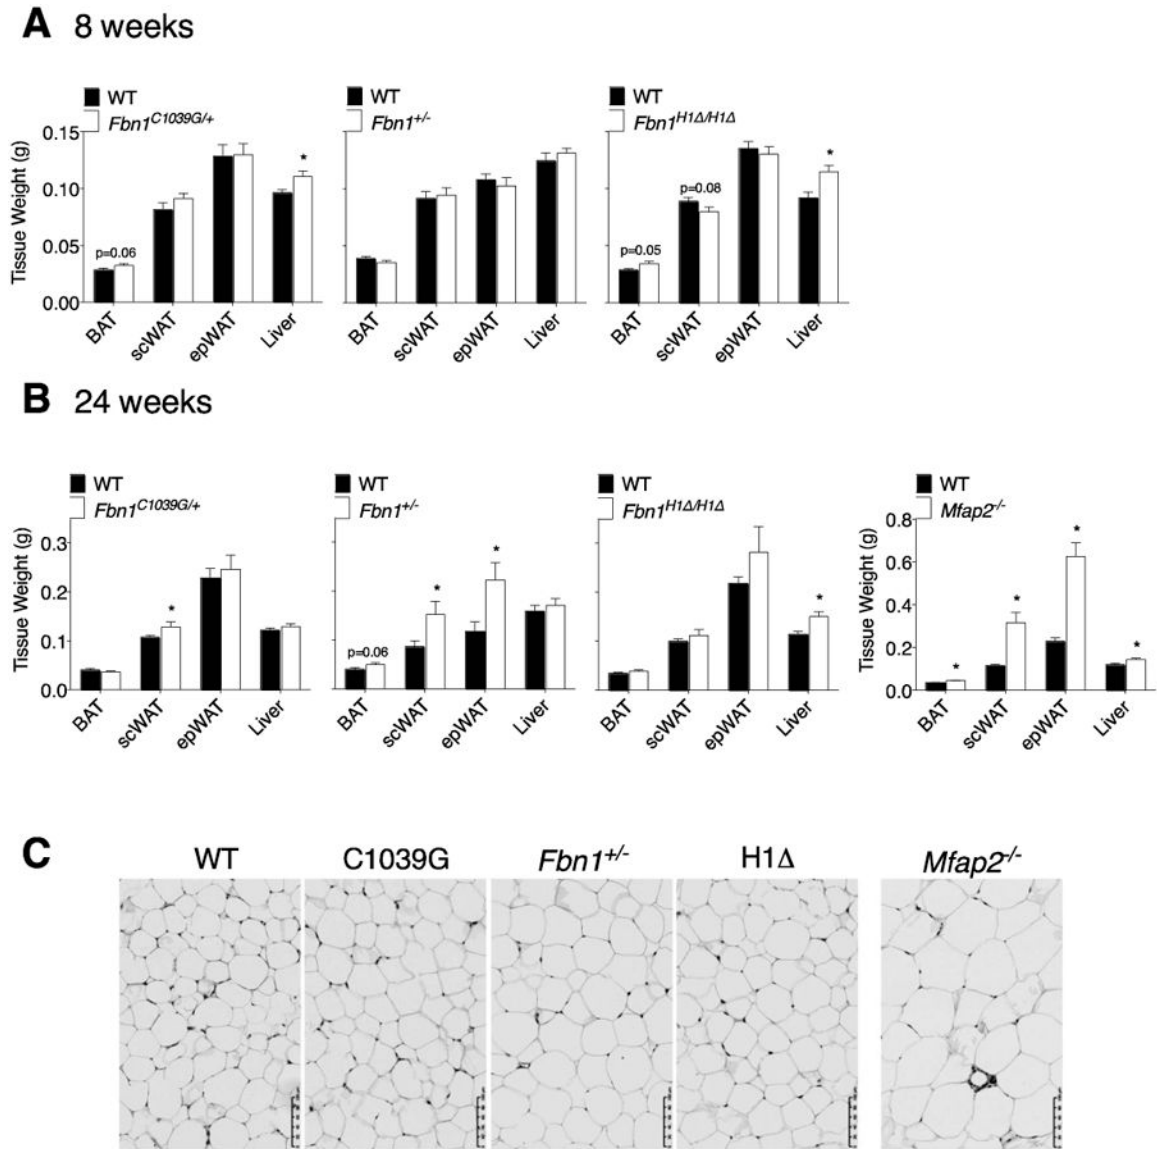 A 8 weeks
WT
Fbn1C1039G/+
WT
Fbn1+/-
WT
Fbn1H1Δ/H1Δ
Tissue Weight (g)
0.15
0.10
0.05
0.00
p=0.06
*
p=0.05
p=0.08
*
BAT
scWAT
epWAT
Liver
BAT
scWAT
epWAT
Liver
BAT
scWAT
epWAT
Liver
B 24 weeks
WT
Fbn1C1039G/+
WT
Fbn1+/-
WT
Fbn1H1Δ/H1Δ
WT
Mfap2-/-
Tissue Weight (g)
0.3
0.2
0.1
0.0
*
p=0.06
*
*
*
Tissue Weight (g)
0.8
0.6
0.4
0.2
0.0
*
*
*
*
BAT
scWAT
epWAT
Liver
BAT
scWAT
epWAT
Liver
BAT
scWAT
epWAT
Liver
BAT
scWAT
epWAT
Liver
C WT C1039G Fbn1+/- H1Δ Mfap2-/-